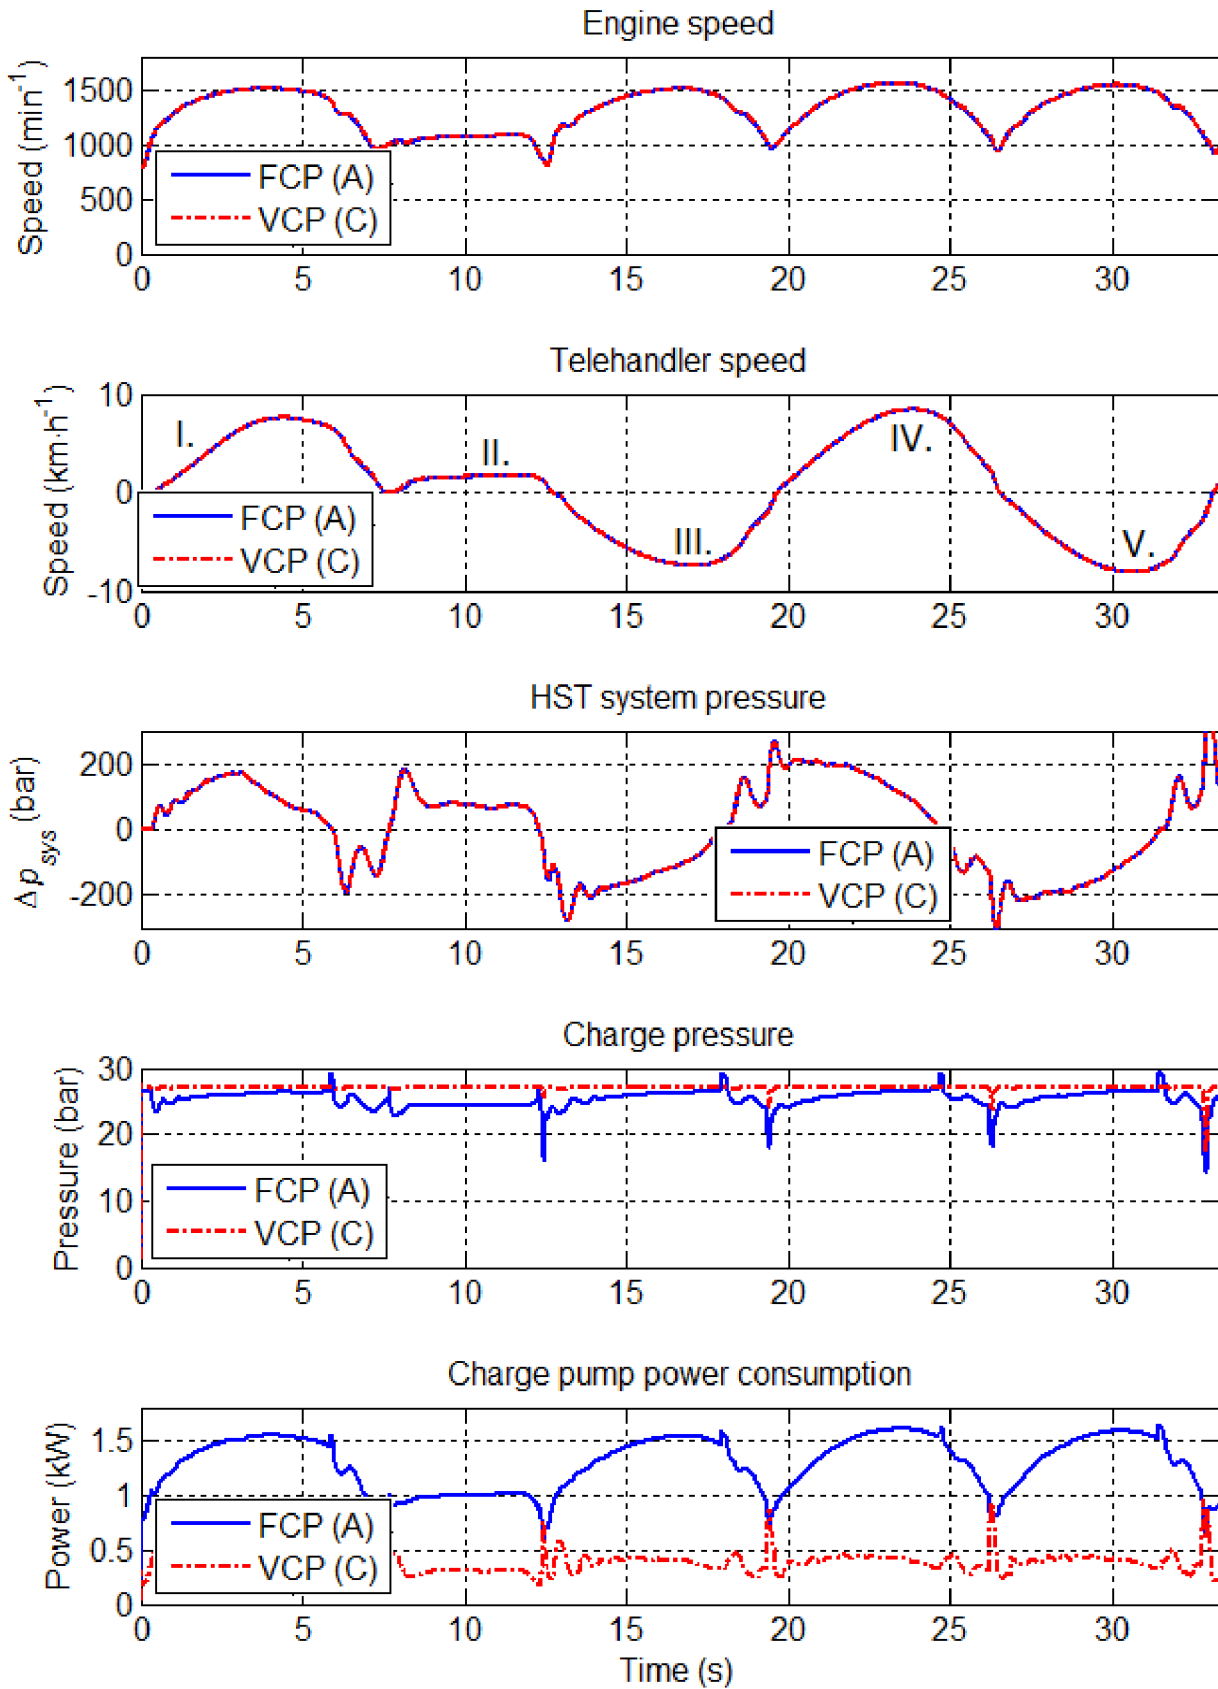 Engine speed
Speed (min⁻¹)
1500
1000
500
0
FCP (A)
VCP (C)
0 5 10 15 20 25 30
Telehandler speed
Speed (km·h⁻¹)
10
0
-10
I.
II.
III.
IV.
V.
FCP (A)
VCP (C)
0 5 10 15 20 25 30
HST system pressure
Δp sys (bar)
200
0
-200
FCP (A)
VCP (C)
0 5 10 15 20 25 30
Charge pressure
Pressure (bar)
30
20
10
0
FCP (A)
VCP (C)
0 5 10 15 20 25 30
Charge pump power consumption
Power (kW)
1.5
1
0.5
0
FCP (A)
VCP (C)
0 5 10 15 20 25 30
Time (s)